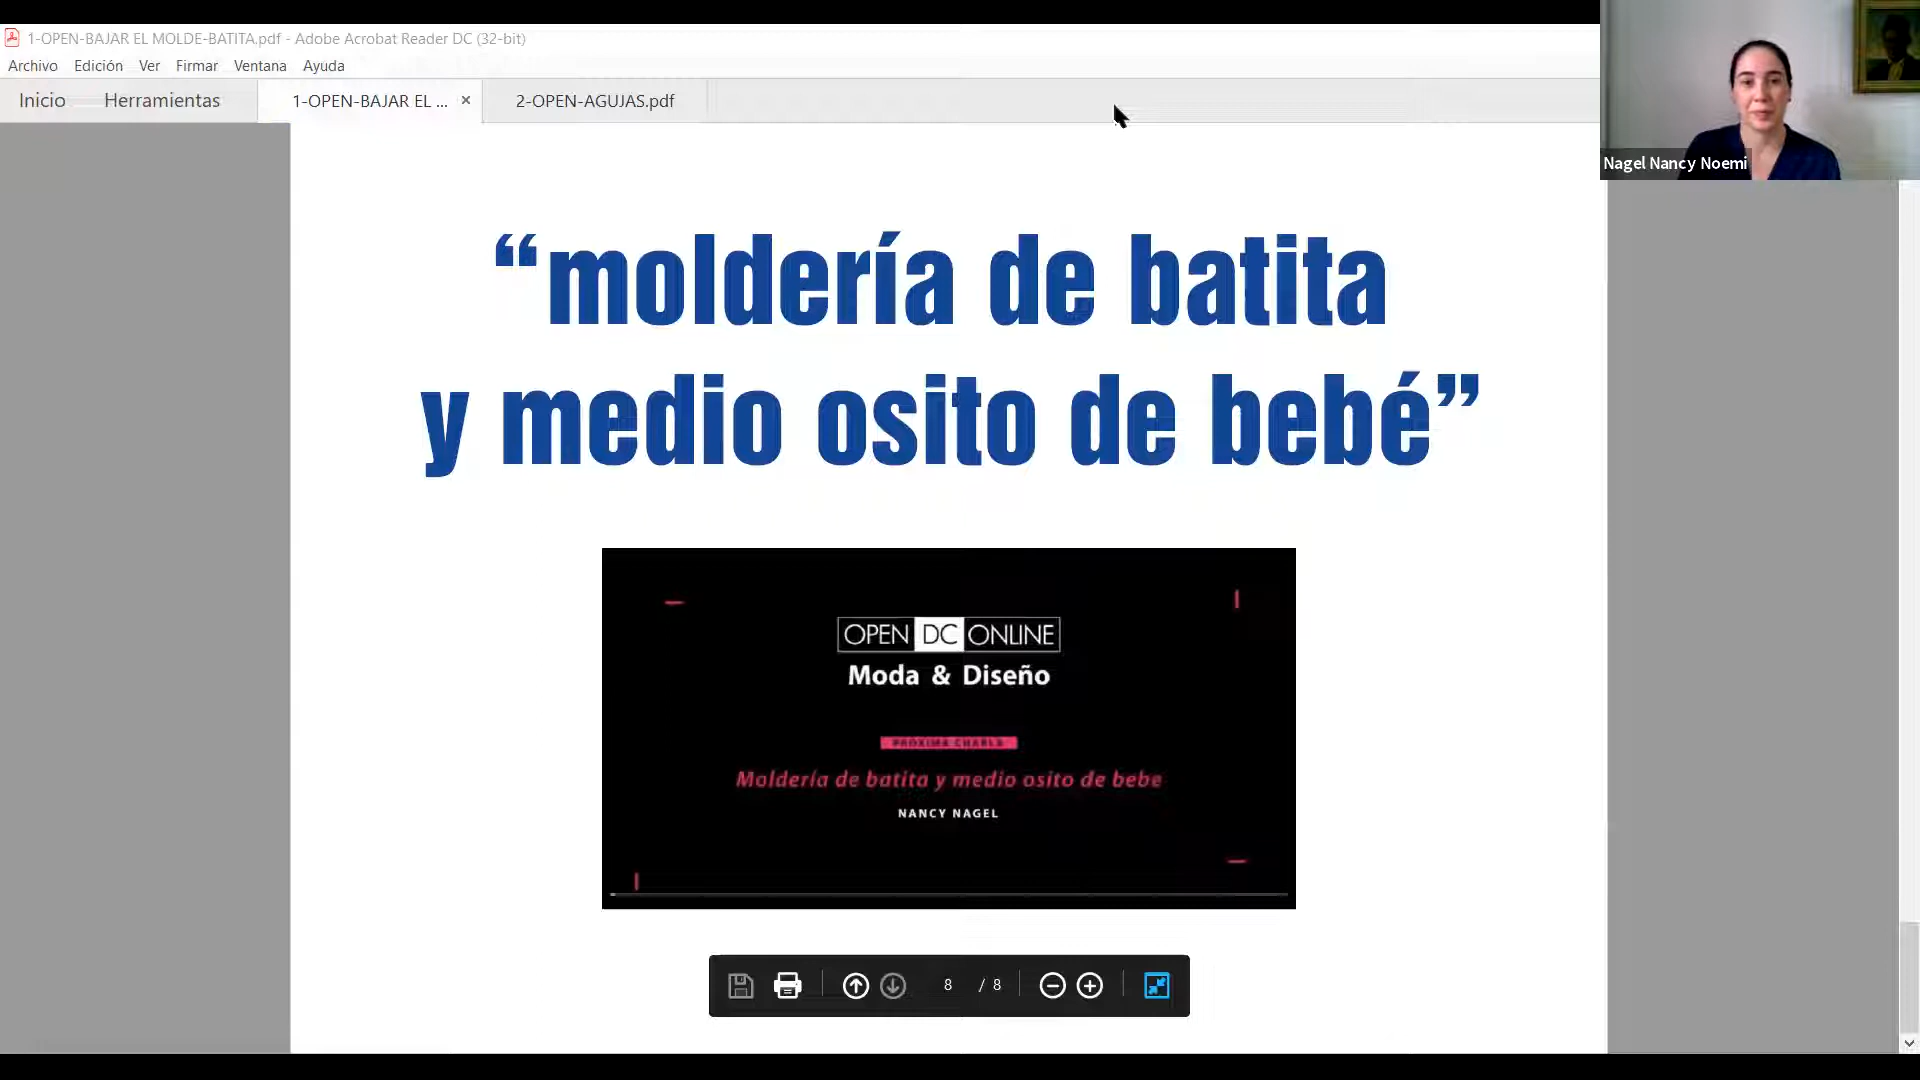 1-OPEN-BAJAR EL MOLDE-BATITA.pdf - Adobe Acrobat Reader DC (32-bit)
Archivo Edición Ver Firmar Ventana Ayuda
Inicio Herramientas 1-OPEN-BAJAR EL ... × 2-OPEN-AGUJAS.pdf
Nagel Nancy Noemi
“moldería de batita
y medio osito de bebé”
OPEN DC ONLINE
Moda & Diseño
PRÓXIMA CHARLA
Moldería de batita y medio osito de bebe
NANCY NAGEL
8 / 8